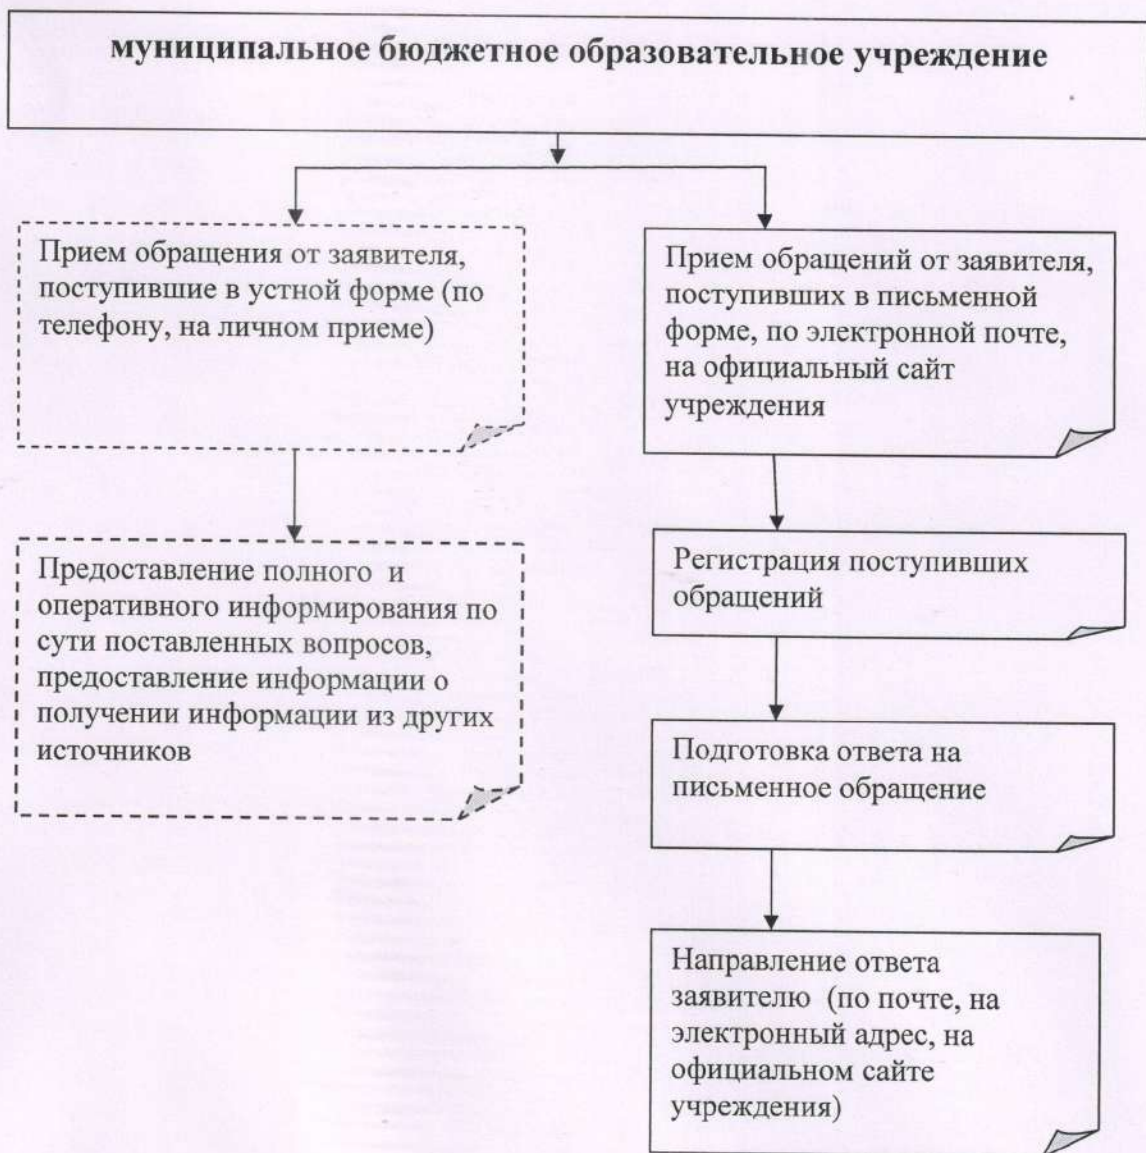 муниципальное бюджетное образовательное учреждение
Прием обращения от заявителя,
поступившие в устной форме (по
телефону, на личном приеме)
Предоставление полного и
оперативного информирования по
сути поставленных вопросов,
предоставление информации о
получении информации из других
источников
Прием обращений от заявителя,
поступивших в письменной
форме, по электронной почте,
на официальный сайт
учреждения
Регистрация поступивших
обращений
Подготовка ответа на
письменное обращение
Направление ответа
заявителю (по почте, на
электронный адрес, на
официальном сайте
учреждения)